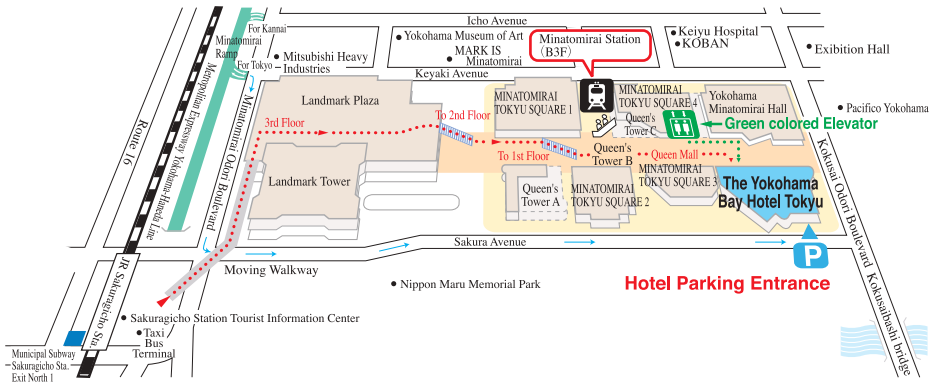 Icho Avenue
For Kannai
Minatomirai
Ramp
For Tokyo
Yokohama Museum of Art
MARK IS
Minatomirai
Minatomirai Station
(B3F)
Keiyu Hospital
KOBAN
Exibition Hall
Mitsubishi Heavy
Industries
Keyaki Avenue
Route 16
Metropolitan Expressway Yokohama-Haneda Line
Minatomirai Odori Boulevard
Landmark Plaza
3rd Floor
To 2nd Floor
MINATOMIRAI
TOKYU SQUARE 1
MINATOMIRAI
TOKYU SQUARE 4
Queen's
Tower C
Yokohama
Minatomirai Hall
Pacifico Yokohama
Green colored Elevator
Kokusai Odori Boulevard
To 1st Floor
Queen's
Tower B
Queen Mall
Landmark Tower
Queen's
Tower A
MINATOMIRAI
TOKYU SQUARE 2
MINATOMIRAI
TOKYU SQUARE 3
The Yokohama
Bay Hotel Tokyu
Sakura Avenue
P
Moving Walkway
Hotel Parking Entrance
JR Sakuragicho Sta.
Nippon Maru Memorial Park
Kokusaibashi bridge
Sakuragicho Station Tourist Information Center
Taxi
Bus
Terminal
Municipal Subway
Sakuragicho Sta.
Exit North 1